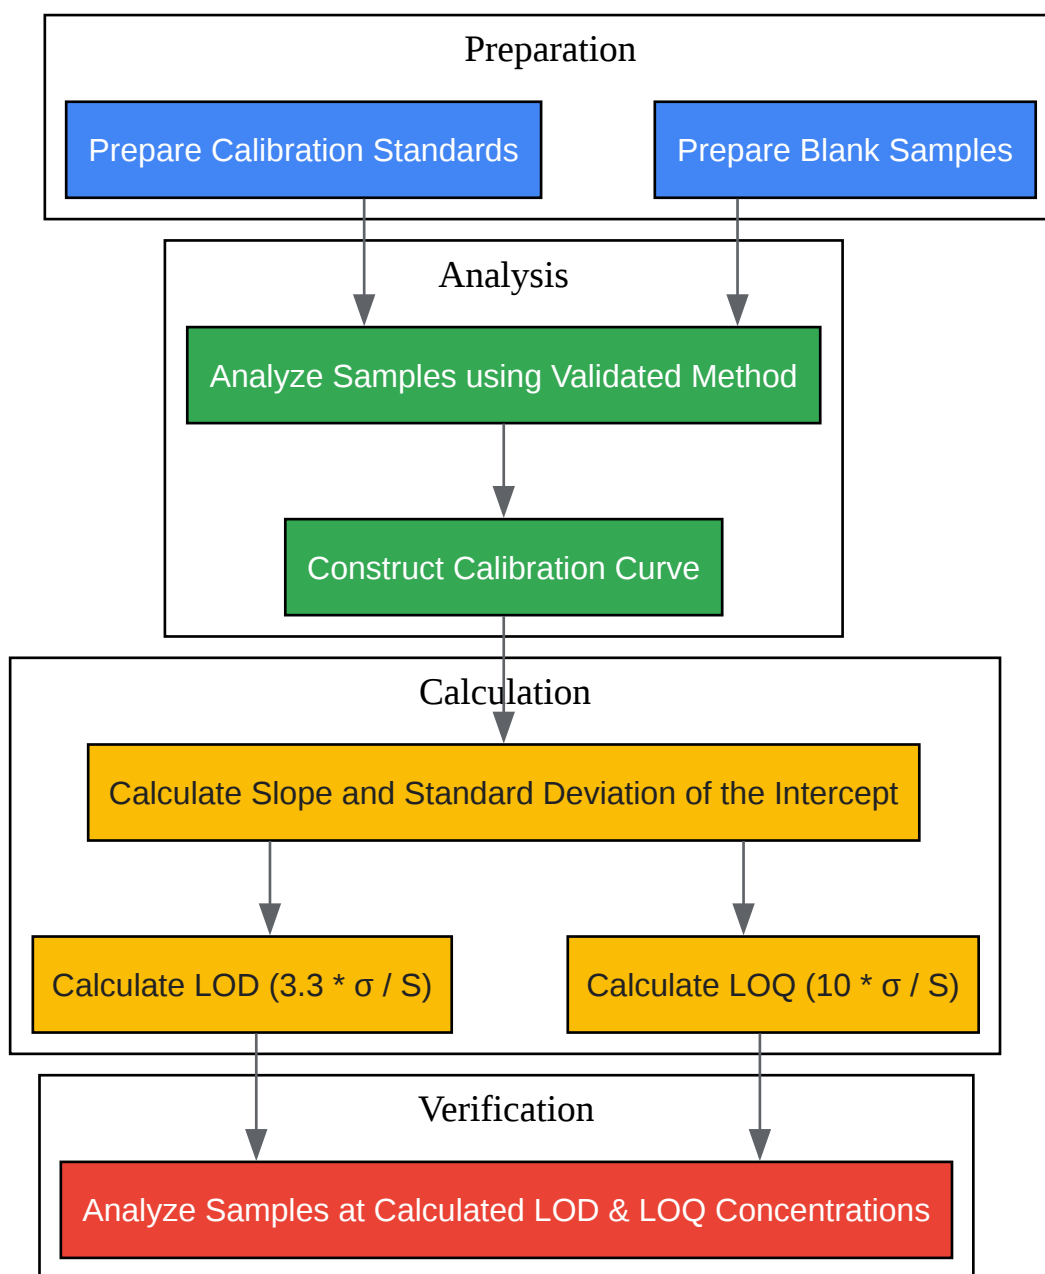 Preparation
Prepare Calibration Standards
Prepare Blank Samples
Analysis
Analyze Samples using Validated Method
Construct Calibration Curve
Calculation
Calculate Slope and Standard Deviation of the Intercept
Calculate LOD (3.3 * σ / S)
Calculate LOQ (10 * σ / S)
Verification
Analyze Samples at Calculated LOD & LOQ Concentrations